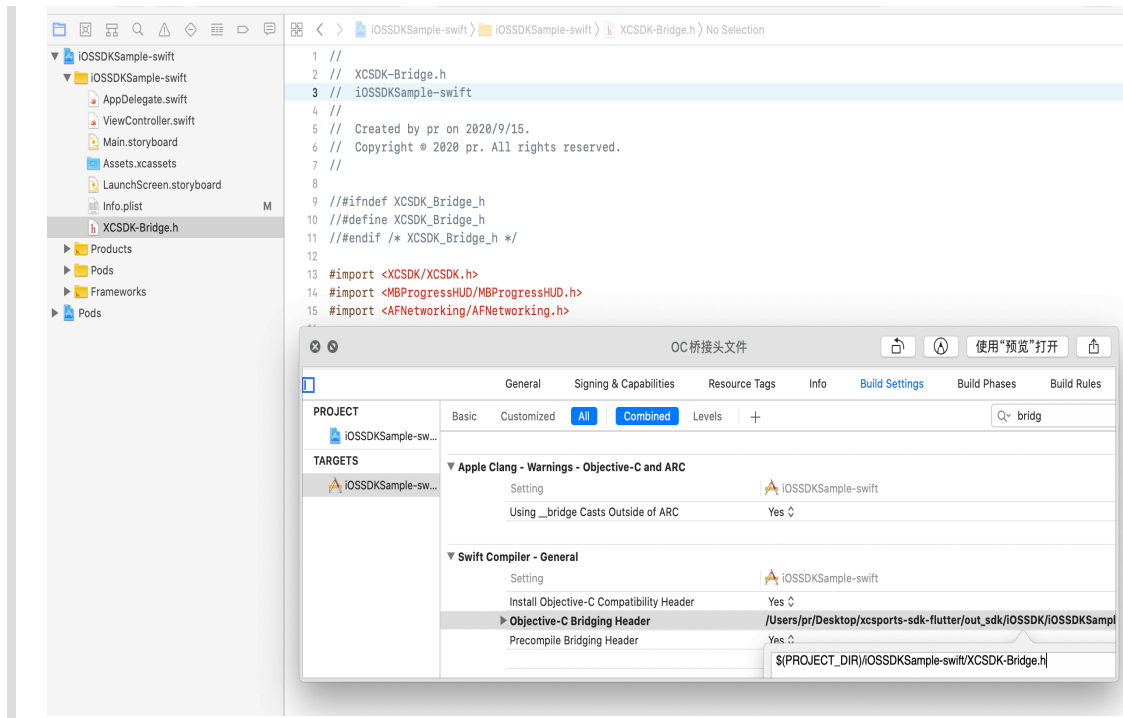 iOSSDKSample-swift
iOSSDKSample-swift
AppDelegate.swift
ViewController.swift
Main.storyboard
Assets.xcassets
LaunchScreen.storyboard
Info.plist M
XCSDK-Bridge.h
Products
Pods
Frameworks
Pods
iOSSDKSample-swift iOSSDKSample-swift h XCSDK-Bridge.h No Selection
1 //
2 // XCSDK-Bridge.h
3 // iOSSDKSample-swift
4 //
5 // Created by pr on 2020/9/15.
6 // Copyright © 2020 pr. All rights reserved.
7 //
8
9 //#ifndef XCSDK_Bridge_h
10 //#define XCSDK_Bridge_h
11 //#endif /* XCSDK_Bridge_h */
12
13 #import <XCSDK/XCSDK.h>
14 #import <MBProgressHUD/MBProgressHUD.h>
15 #import <AFNetworking/AFNetworking.h>
OC桥接头文件 使用“预览”打开
General Signing & Capabilities Resource Tags Info Build Settings Build Phases Build Rules
PROJECT
iOSSDKSample-sw...
TARGETS
iOSSDKSample-sw...
Basic Customized All Combined Levels + bridg
Apple Clang - Warnings - Objective-C and ARC
Setting iOSSDKSample-swift
Using __bridge Casts Outside of ARC Yes
Swift Compiler - General
Setting iOSSDKSample-swift
Install Objective-C Compatibility Header Yes
Objective-C Bridging Header /Users/pr/Desktop/xcsports-sdk-flutter/out_sdk/iOSSDK/iOSSDKSampl
Precompile Bridging Header Yes
$(PROJECT_DIR)/iOSSDKSample-swift/XCSDK-Bridge.h